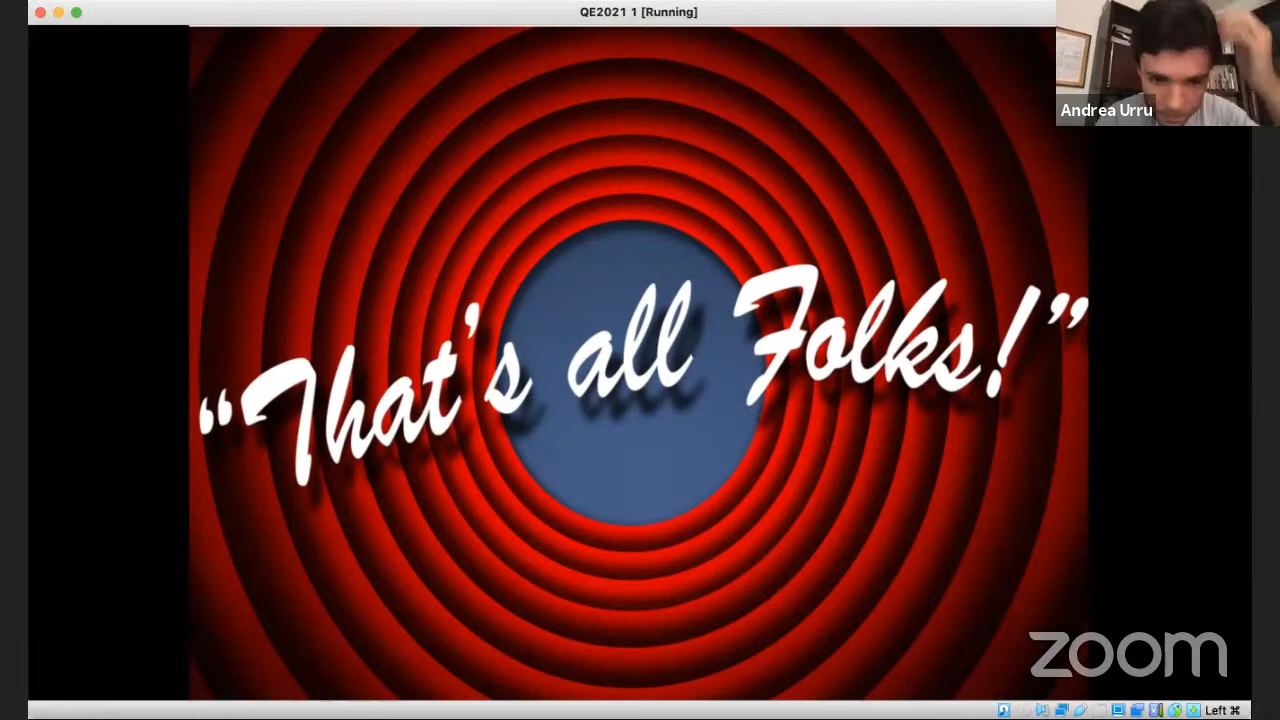 QE2021 1 [Running]
Andrea Urru
“That's all Folks!”
zoom
Left ⌘